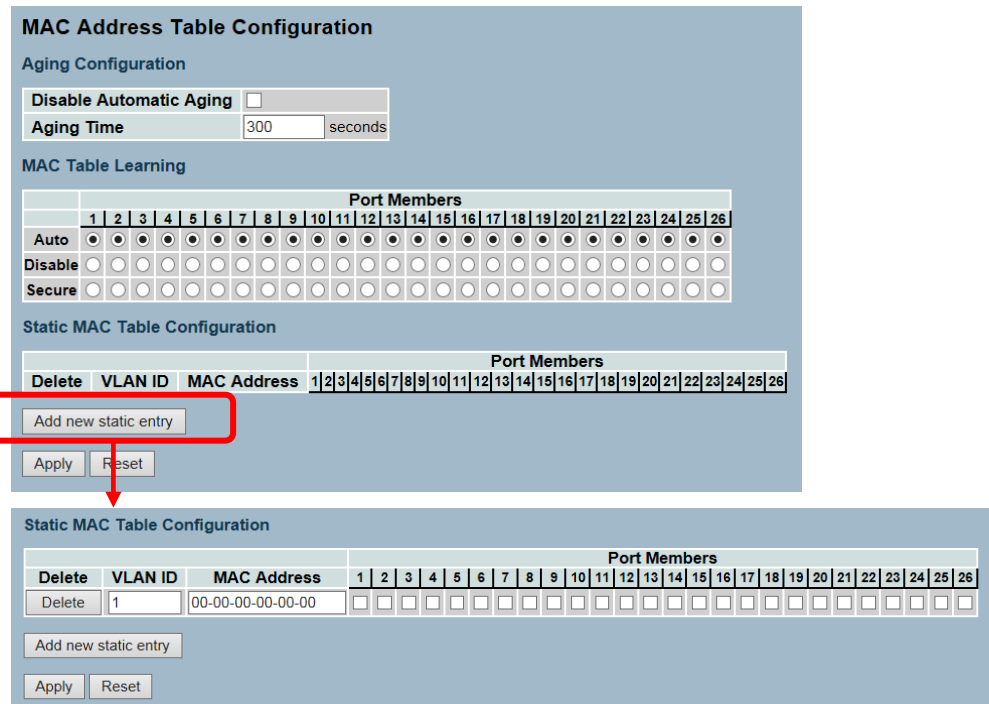 MAC Address Table Configuration
Aging Configuration
Disable Automatic Aging
Aging Time 300 seconds
MAC Table Learning
Port Members
1 2 3 4 5 6 7 8 9 10 11 12 13 14 15 16 17 18 19 20 21 22 23 24 25 26
Auto
Disable
Secure
Static MAC Table Configuration
Port Members
Delete VLAN ID MAC Address 1 2 3 4 5 6 7 8 9 10 11 12 13 14 15 16 17 18 19 20 21 22 23 24 25 26
Add new static entry
Apply Reset
Static MAC Table Configuration
Port Members
Delete VLAN ID MAC Address 1 2 3 4 5 6 7 8 9 10 11 12 13 14 15 16 17 18 19 20 21 22 23 24 25 26
Delete 1 00-00-00-00-00-00
Add new static entry
Apply Reset